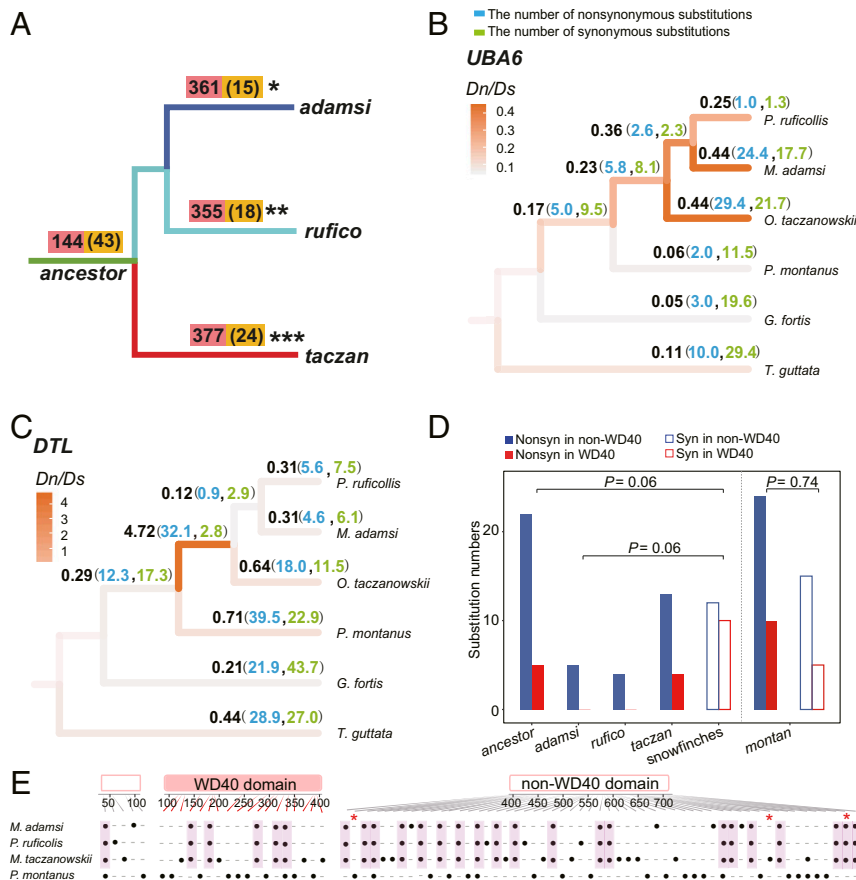 A
361 (15) *
adamsi
355 (18) **
rufico
144 (43)
ancestor
377 (24) ***
taczan
The number of nonsynonymous substitutions
The number of synonymous substitutions
B
UBA6
Dn/Ds
0.4
0.3
0.2
0.1
0.25(1.0, 1.3)
P. ruficollis
0.36 (2.6, 2.3)
0.44(24.4, 17.7)
M. adamsi
0.23 (5.8, 8.1)
0.44(29.4, 21.7)
O. taczanowskii
0.17 (5.0, 9.5)
0.06(2.0, 11.5)
P. montanus
0.05 (3.0, 19.6)
G. fortis
0.11(10.0, 29.4)
T. guttata
C
DTL
Dn/Ds
4
3
2
1
0.31(5.6, 7.5)
P. ruficollis
0.12 (0.9, 2.9)
0.31(4.6, 6.1)
M. adamsi
4.72(32.1, 2.8)
0.64(18.0, 11.5)
O. taczanowskii
0.29(12.3, 17.3)
0.71(39.5, 22.9)
P. montanus
0.21(21.9, 43.7)
G. fortis
0.44 (28.9, 27.0)
T. guttata
D
Nonsyn in non-WD40
Syn in non-WD40
Nonsyn in WD40
Syn in WD40
P= 0.06
P= 0.74
P= 0.06
Substitution numbers
20
10
0
ancestor
adamsi
rufico
taczan
snowfinches
montan
E
WD40 domain
non-WD40 domain
50 100
100 150 200 250 300 350 400
400 450 500 550 600 650 700
* * *
M. adamsi
P. ruficolis
M. taczanowskii
P. montanus